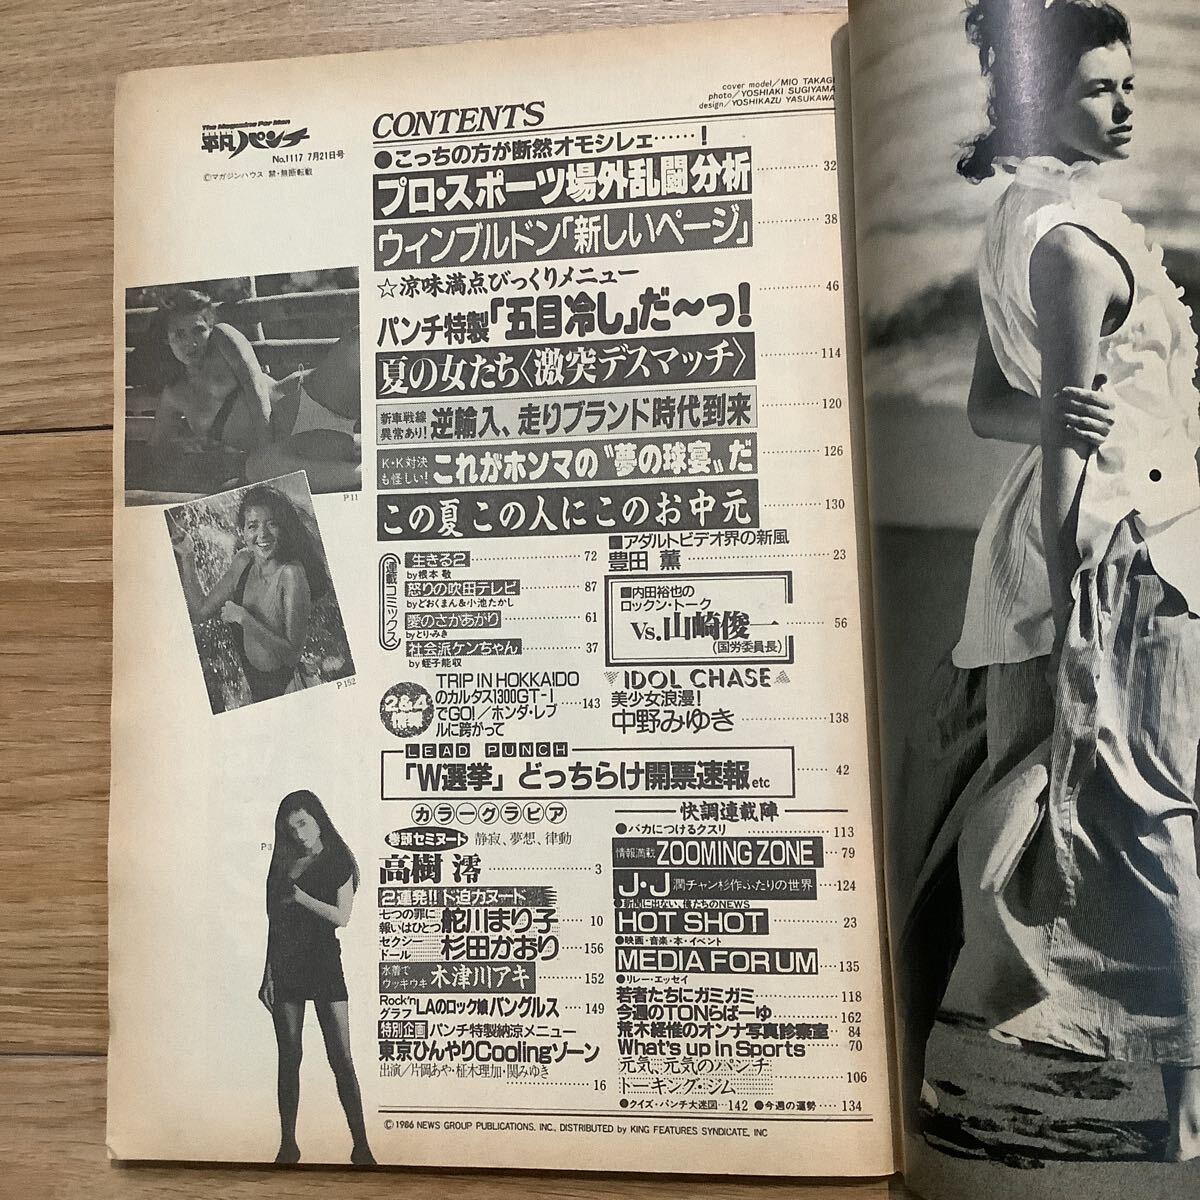 The Magazine For Men
平凡パンチ
No.1117 7月21日号
©マガジンハウス 禁・無断転載
CONTENTS
cover model/MIO TAKAGI
photo/YOSHIAKI SUGIYAMA
design/YOSHIKAZU YASUKAWA
●こっちの方が断然オモシレェ……！
プロ・スポーツ場外乱闘分析 32
ウィンブルドン「新しいページ」 38
☆涼味満点びっくりメニュー
パンチ特製「五目冷し」だ〜っ! 46
夏の女たち〈激突デスマッチ〉 114
新車戦線異常あり! 逆輸入、走りブランド時代到来 120
K・K対決も怪しい! これがホンマの〝夢の球宴〟だ 126
この夏 この人にこのお中元 130
連載コミックス
生きる2 72
by根本 敬
怒りの吹田テレビ 87
byどおくまん&小池たかし
愛のさかあがり 61
byとり・みき
社会派ケンちゃん 37
by蛭子能収
■アダルトビデオ界の新風
豊田 薫 23
■内田裕也の
ロックン・トーク
Vs.山崎俊一 56
(国労委員長)
2&4情報
TRIP IN HOKKAIDO
のカルタス1300GT-I
でGO!／ホンダ・レブ
ルに跨がって 143
IDOL CHASE
美少女浪漫!
中野みゆき 138
LEAD PUNCH
「W選挙」どっちらけ開票速報etc 42
カラーグラビア
巻頭セミヌード 静寂、夢想、律動
高樹 澪 3
2連発!! ド迫力ヌード
七つの罪に報いはひとつ 舵川まり子 10
セクシードール 杉田かおり 156
水着でウッキウキ 木津川アキ 152
Rock'nグラフ LAのロック娘バングルス 149
特別企画 パンチ特製納涼メニュー
東京ひんやりCoolingゾーン
出演／片岡あや・柾木理加・関みゆき
16
快調連載陣
●バカにつけるクスリ 113
情報満載 ZOOMING ZONE 79
J・J 潤チャン杉作ふたりの世界 124
●新聞に出ない、俺たちのNEWS
HOT SHOT 23
●映画・音楽・本・イベント
MEDIA FORUM 135
●リレー・エッセイ
若者たちにガミガミ 118
今週のTONらばーゆ 162
荒木経惟のオンナ写真診察室 84
What's up in Sports 70
元気、元気のパンチ
トーキング・ジム 106
●クイズ・パンチ大迷図 142 ●今週の運勢 134
P11
P152
P3
©1986 NEWS GROUP PUBLICATIONS, INC., DISTRIBUTED by KING FEATURES SYNDICATE, INC